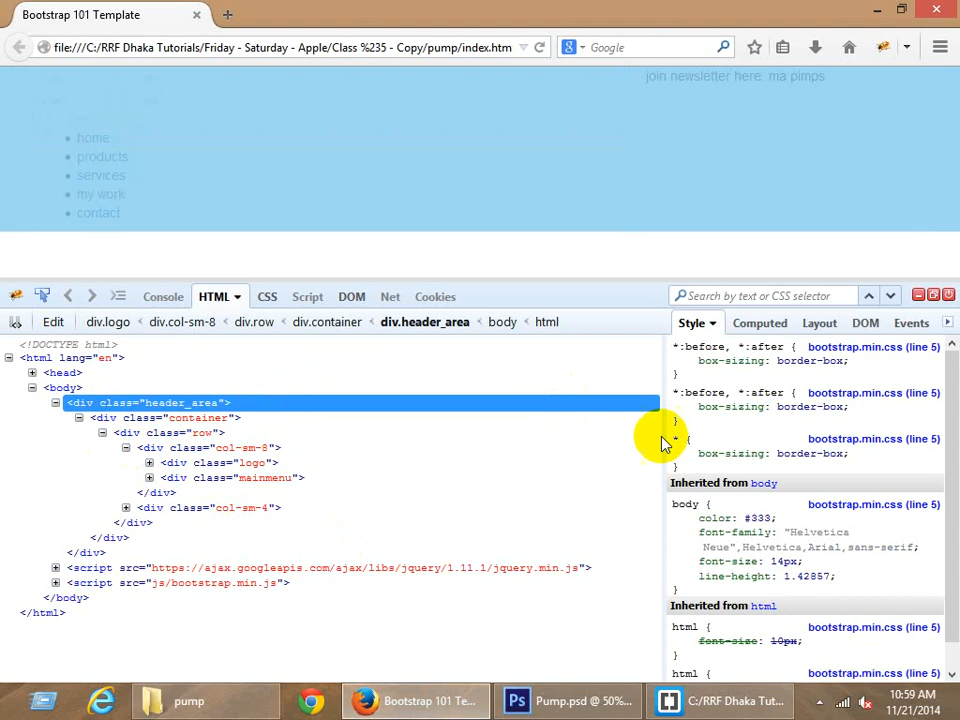 Bootstrap 101 Template
file:///C:/RRF Dhaka Tutorials/Friday - Saturday - Apple/Class %235 - Copy/pump/index.htm
Google
join newsletter here. ma pimps
home
products
services
my work
contact
Console
HTML
CSS
Script
DOM
Net
Cookies
Search by text or CSS selector
Edit
div.logo < div.col-sm-8 < div.row < div.container < div.header_area < body < html
Style
Computed
Layout
DOM
Events
<!DOCTYPE html>
<html lang="en">
<head>
<body>
<div class="header_area">
<div class="container">
<div class="row">
<div class="col-sm-8">
<div class="logo">
<div class="mainmenu">
</div>
<div class="col-sm-4">
</div>
</div>
</div>
<script src="https://ajax.googleapis.com/ajax/libs/jquery/1.11.1/jquery.min.js">
<script src="js/bootstrap.min.js">
</body>
</html>
*:before, *:after { bootstrap.min.css (line 5)
box-sizing: border-box;
}
*:before, *:after { bootstrap.min.css (line 5)
box-sizing: border-box;
}
* { bootstrap.min.css (line 5)
box-sizing: border-box;
}
Inherited from body
body { bootstrap.min.css (line 5)
color: #333;
font-family: "Helvetica
Neue",Helvetica,Arial,sans-serif;
font-size: 14px;
line-height: 1.42857;
}
Inherited from html
html { bootstrap.min.css (line 5)
font-size: 10px;
}
html { bootstrap.min.css (line 5)
pump
Bootstrap 101 Te...
Ps
Pump.psd @ 50%...
C:/RRF Dhaka Tut...
10:59 AM
11/21/2014